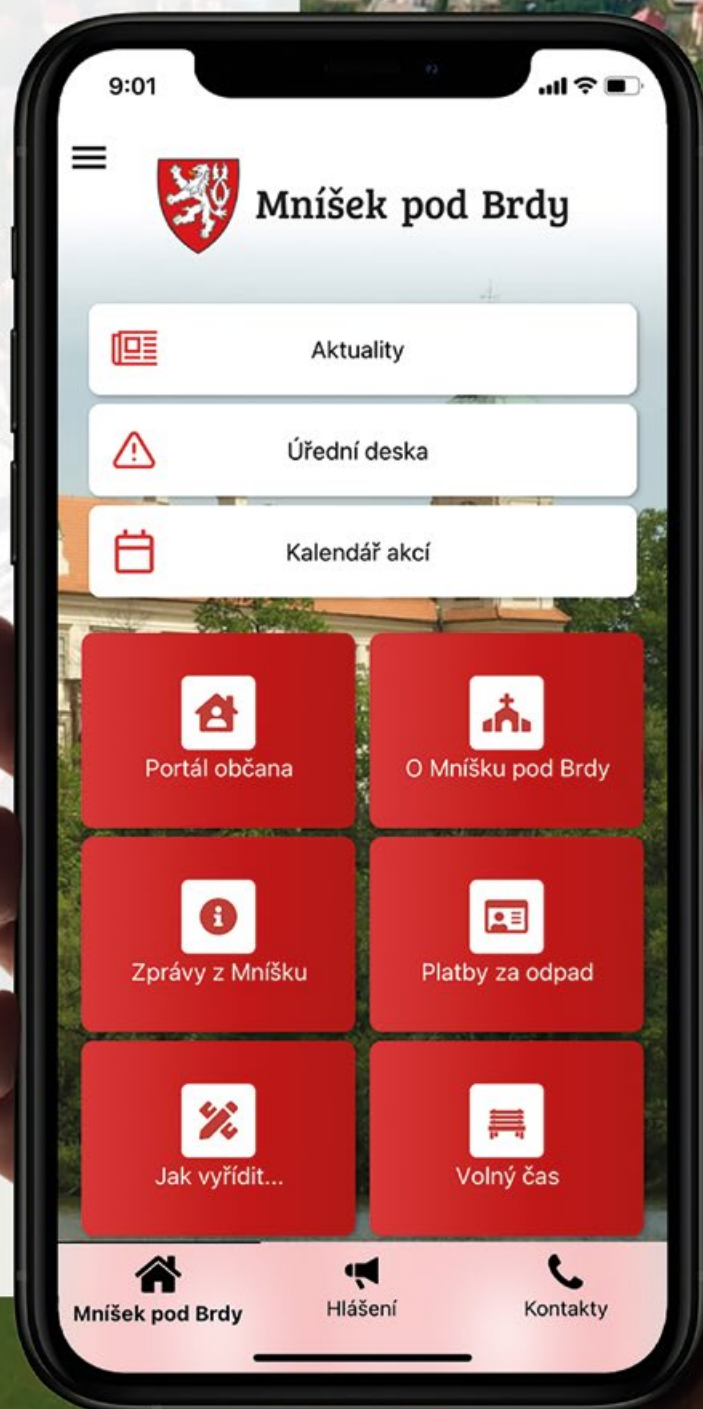 9:01
Mníšek pod Brdy
Aktuality
Úřední deska
Kalendář akcí
Portál občana
O Mníšku pod Brdy
Zprávy z Mníšku
Platby za odpad
Jak vyřídit...
Volný čas
Mníšek pod Brdy
Hlášení
Kontakty